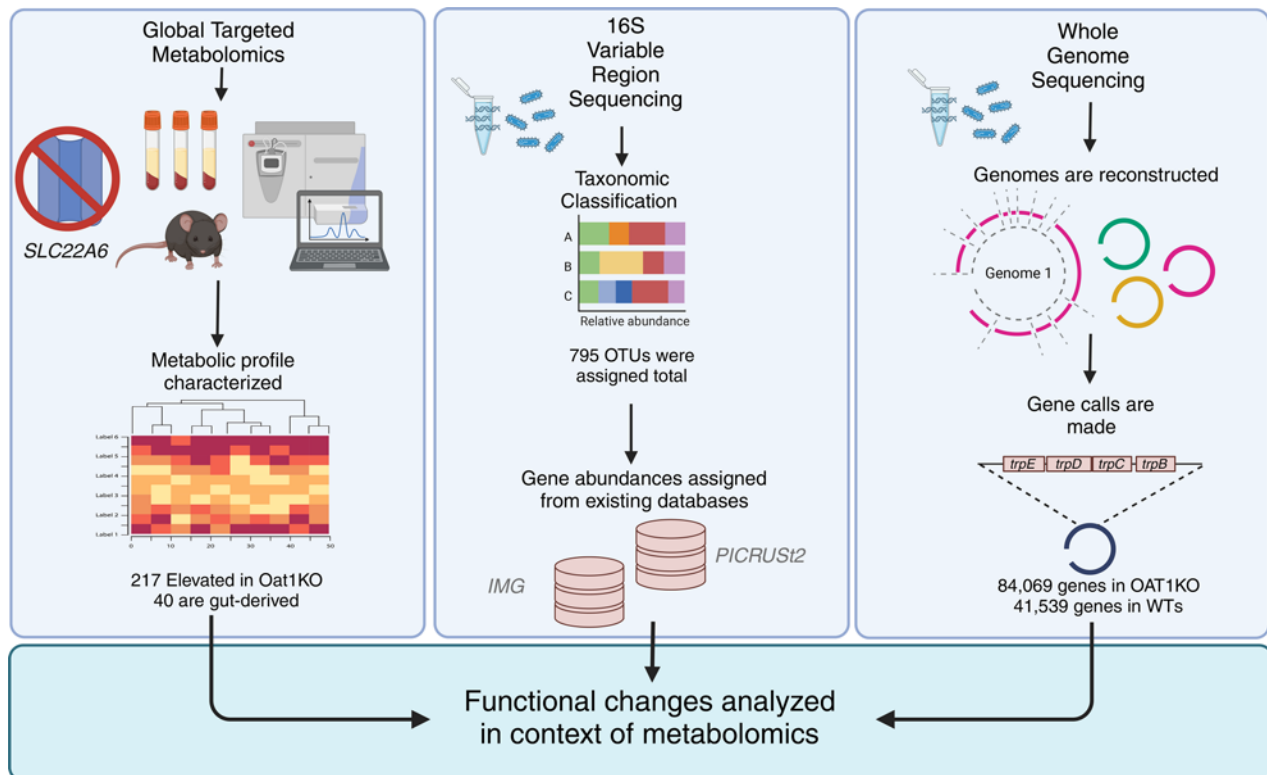 Global Targeted
Metabolomics
SLC22A6
Metabolic profile
characterized
Label 6
Label 5
Label 4
Label 3
Label 2
Label 1
0 10 20 30 40 50
217 Elevated in Oat1KO
40 are gut-derived
16S
Variable
Region
Sequencing
Taxonomic
Classification
A
B
C
Relative abundance
795 OTUs were
assigned total
Gene abundances assigned
from existing databases
PICRUSt2
IMG
Whole
Genome
Sequencing
Genomes are reconstructed
Genome 1
Gene calls are
made
trpE trpD trpC trpB
84,069 genes in OAT1KO
41,539 genes in WTs
Functional changes analyzed
in context of metabolomics